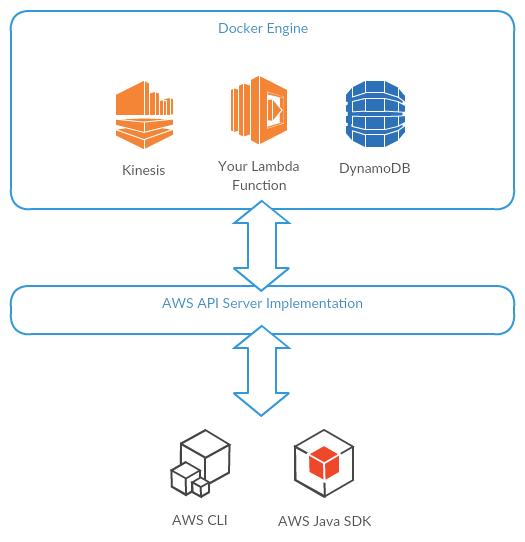 Docker Engine
Kinesis
Your Lambda
Function
DynamoDB
AWS API Server Implementation
AWS CLI
AWS Java SDK